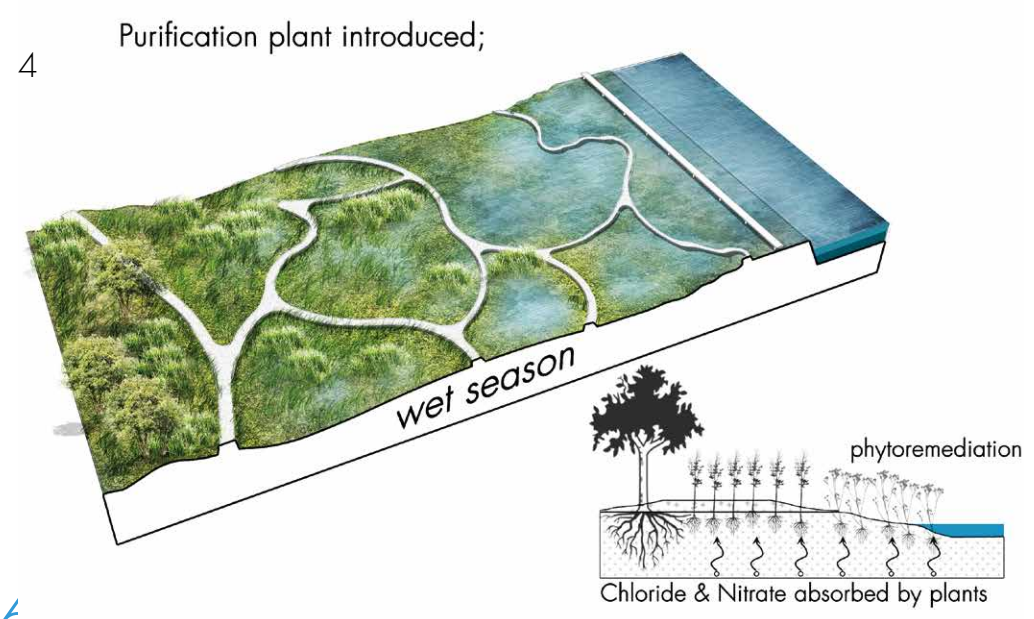 Purification plant introduced;
4
wet season
phytoremediation
Chloride & Nitrate absorbed by plants